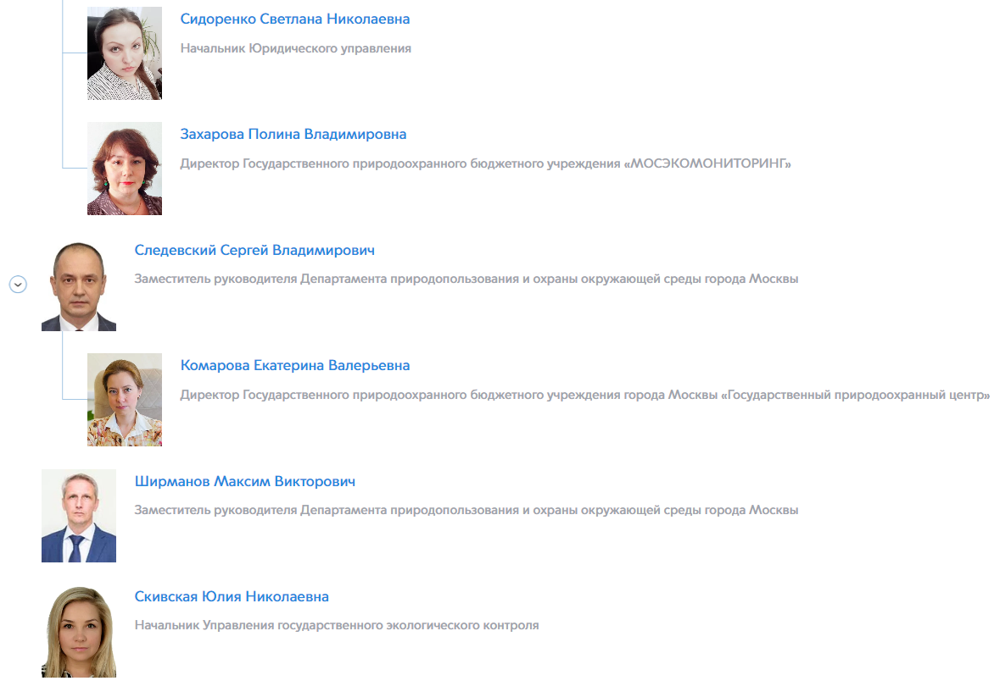 Сидоренко Светлана Николаевна
Начальник Юридического управления
Захарова Полина Владимировна
Директор Государственного природоохранного бюджетного учреждения «МОСЭКОМОНИТОРИНГ»
Следевский Сергей Владимирович
Заместитель руководителя Департамента природопользования и охраны окружающей среды города Москвы
Комарова Екатерина Валерьевна
Директор Государственного природоохранного бюджетного учреждения города Москвы «Государственный природоохранный центр»
Ширманов Максим Викторович
Заместитель руководителя Департамента природопользования и охраны окружающей среды города Москвы
Скивская Юлия Николаевна
Начальник Управления государственного экологического контроля